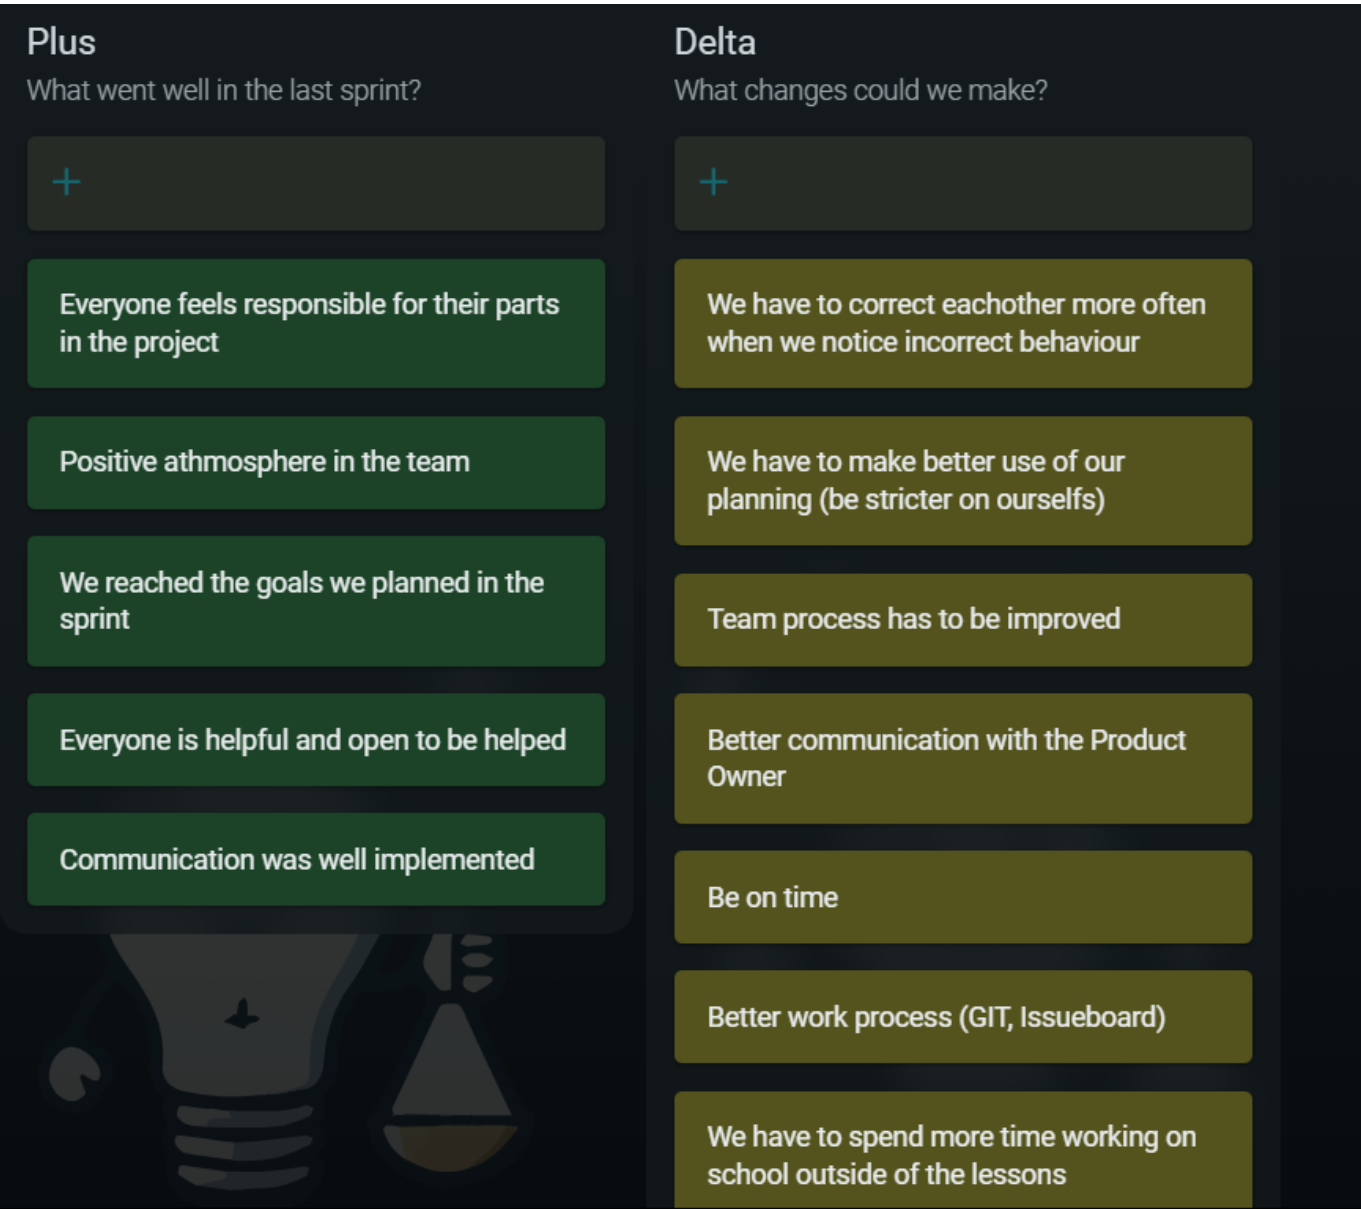 Plus
What went well in the last sprint?
+
Everyone feels responsible for their parts
in the project
Positive athmosphere in the team
We reached the goals we planned in the
sprint
Everyone is helpful and open to be helped
Communication was well implemented
Delta
What changes could we make?
+
We have to correct eachother more often
when we notice incorrect behaviour
We have to make better use of our
planning (be stricter on ourselfs)
Team process has to be improved
Better communication with the Product
Owner
Be on time
Better work process (GIT, Issueboard)
We have to spend more time working on
school outside of the lessons